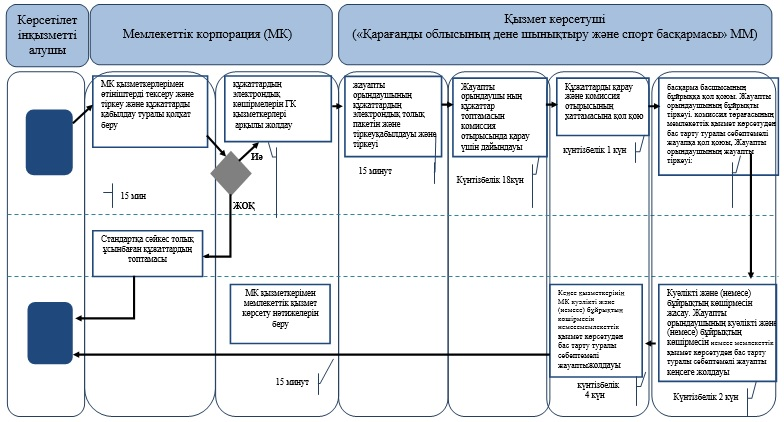 Көрсетілет
інқызметті
алушы
Мемлекеттік корпорация (МК)
Қызмет көрсетуші
(«Қарағанды облысының дене шынықтыру және спорт басқармасы» ММ)
МК қызметкерлерімен
өтініштерді тексеру және
тіркеу және құжаттарды
қабылдау туралы қолхат
беру
15 мин
құжаттардың
электрондық
көшірмелерін ГК
қызметкерлері
арқылы жолдау
Иә
ЖОҚ
жауапты
орындаушының
құжаттардың
электрондық толық
пакетін және
тіркеуқабылдауы және
тіркеуі
15 минут
Жауапты
орындаушы ның
құжаттар
топтамасын
комиссия
отырысында қарау
үшін дайындауы
Күнтізбелік 18күн
Құжаттарды қарау
және комиссия
отырысының
хаттамасына қол қою
күнтізбелік 1 күн
басқарма басшысының
бұйрыққа қол қоюы. Жауапты
орындаушының бұйрықты
тіркеуі. комиссия төрағасының
мемлекеттік қызмет көрсетуден
бас тарту туралы себептемелі
жауапқа қол қоюы, Жауапты
орындаушының жауапты
тіркеуі:
Стандартқа сәйкес толық
ұсынбаған құжаттардың
топтамасы
МК қызметкерімен
мемлекеттік қызмет
көрсету нәтижелерін
беру
15 минут
Кеңсе қызметкерінің
МК куәлікті және
(немесе) бұйрықтың
көшірмесін
немесемемлекеттік
қызмет көрсетуден
бас тарту туралы
себептемелі
жауаптыжолдауы
күнтізбелік
4 күн
Куәлікті және (немесе)
бұйрықтың көшірмесін
жасау. Жауапты
орындаушының куәлікті және
(немесе) бұйрықтың
көшірмесін немесе мемлекеттік
қызмет көрсетуден бас тарту
туралы себептемелі жауапты
кеңсеге жолдауы
Күнтізбелік 2 күн